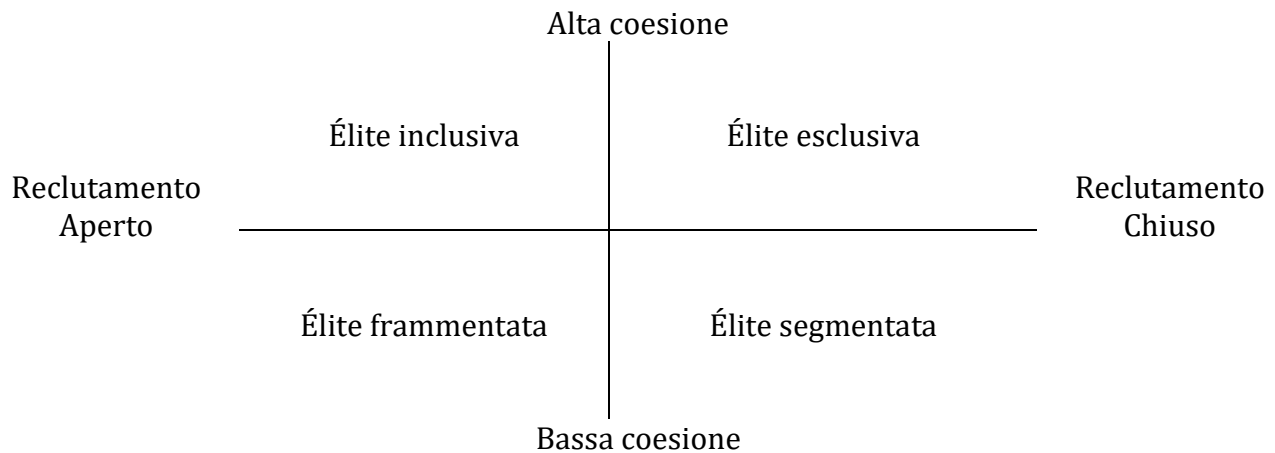 Alta coesione
Élite inclusiva
Élite esclusiva
Reclutamento
Aperto
Reclutamento
Chiuso
Élite frammentata
Élite segmentata
Bassa coesione